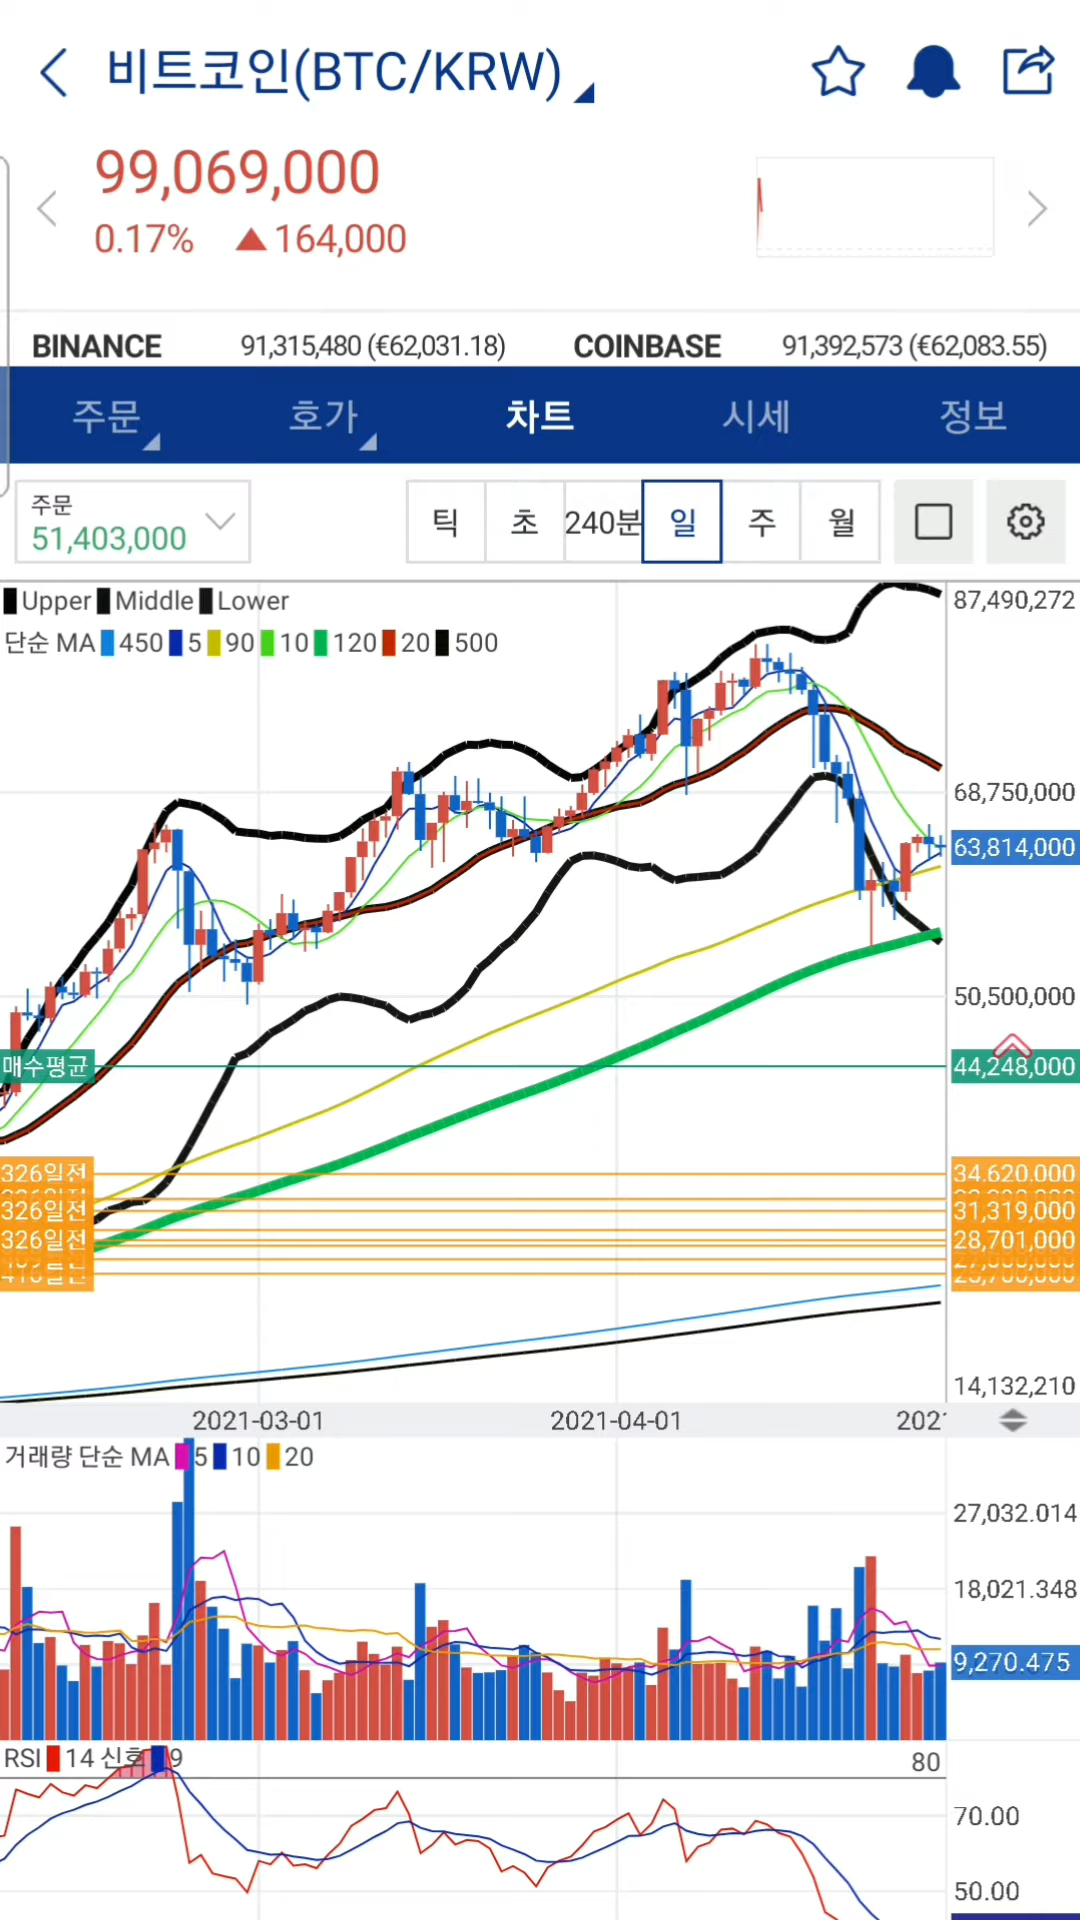 비트코인(BTC/KRW)
99,069,000
0.17% ▲164,000
BINANCE 91,315,480 (€62,031.18) COINBASE 91,392,573 (€62,083.55)
주문 호가 차트 시세 정보
주문
51,403,000
틱 초 240분 일 주 월
Upper Middle Lower
87,490,272
단순 MA 450 5 90 10 120 20 500
68,750,000
63,814,000
50,500,000
매수평균 44,248,000
326일전 34,620,000
326일전 31,319,000
326일전 28,701,000
14,132,210
2021-03-01 2021-04-01
거래량 단순 MA 5 10 20
27,032.014
18,021.348
9,270.475
RSI 14 신호 9 80
70.00
50.00